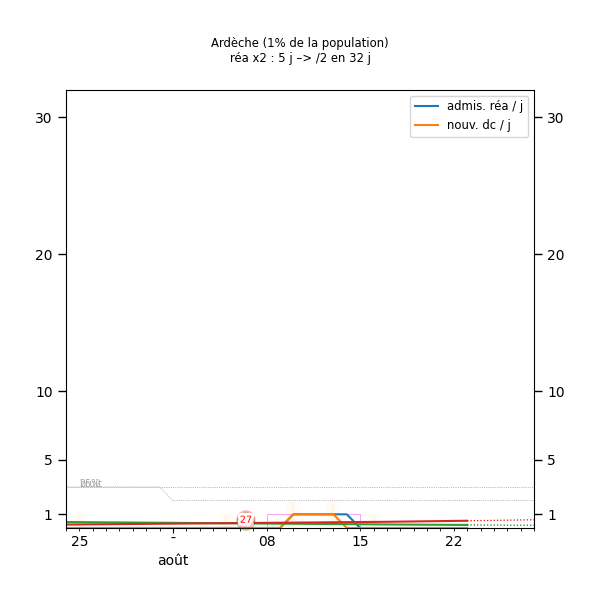 Ardèche (1% de la population)
réa x2 : 5 j –> /2 en 32 j
admis. réa / j
nouv. dc / j
30 30
20 20
10 10
5 5
1 27 1
25 - 08 15 22
août